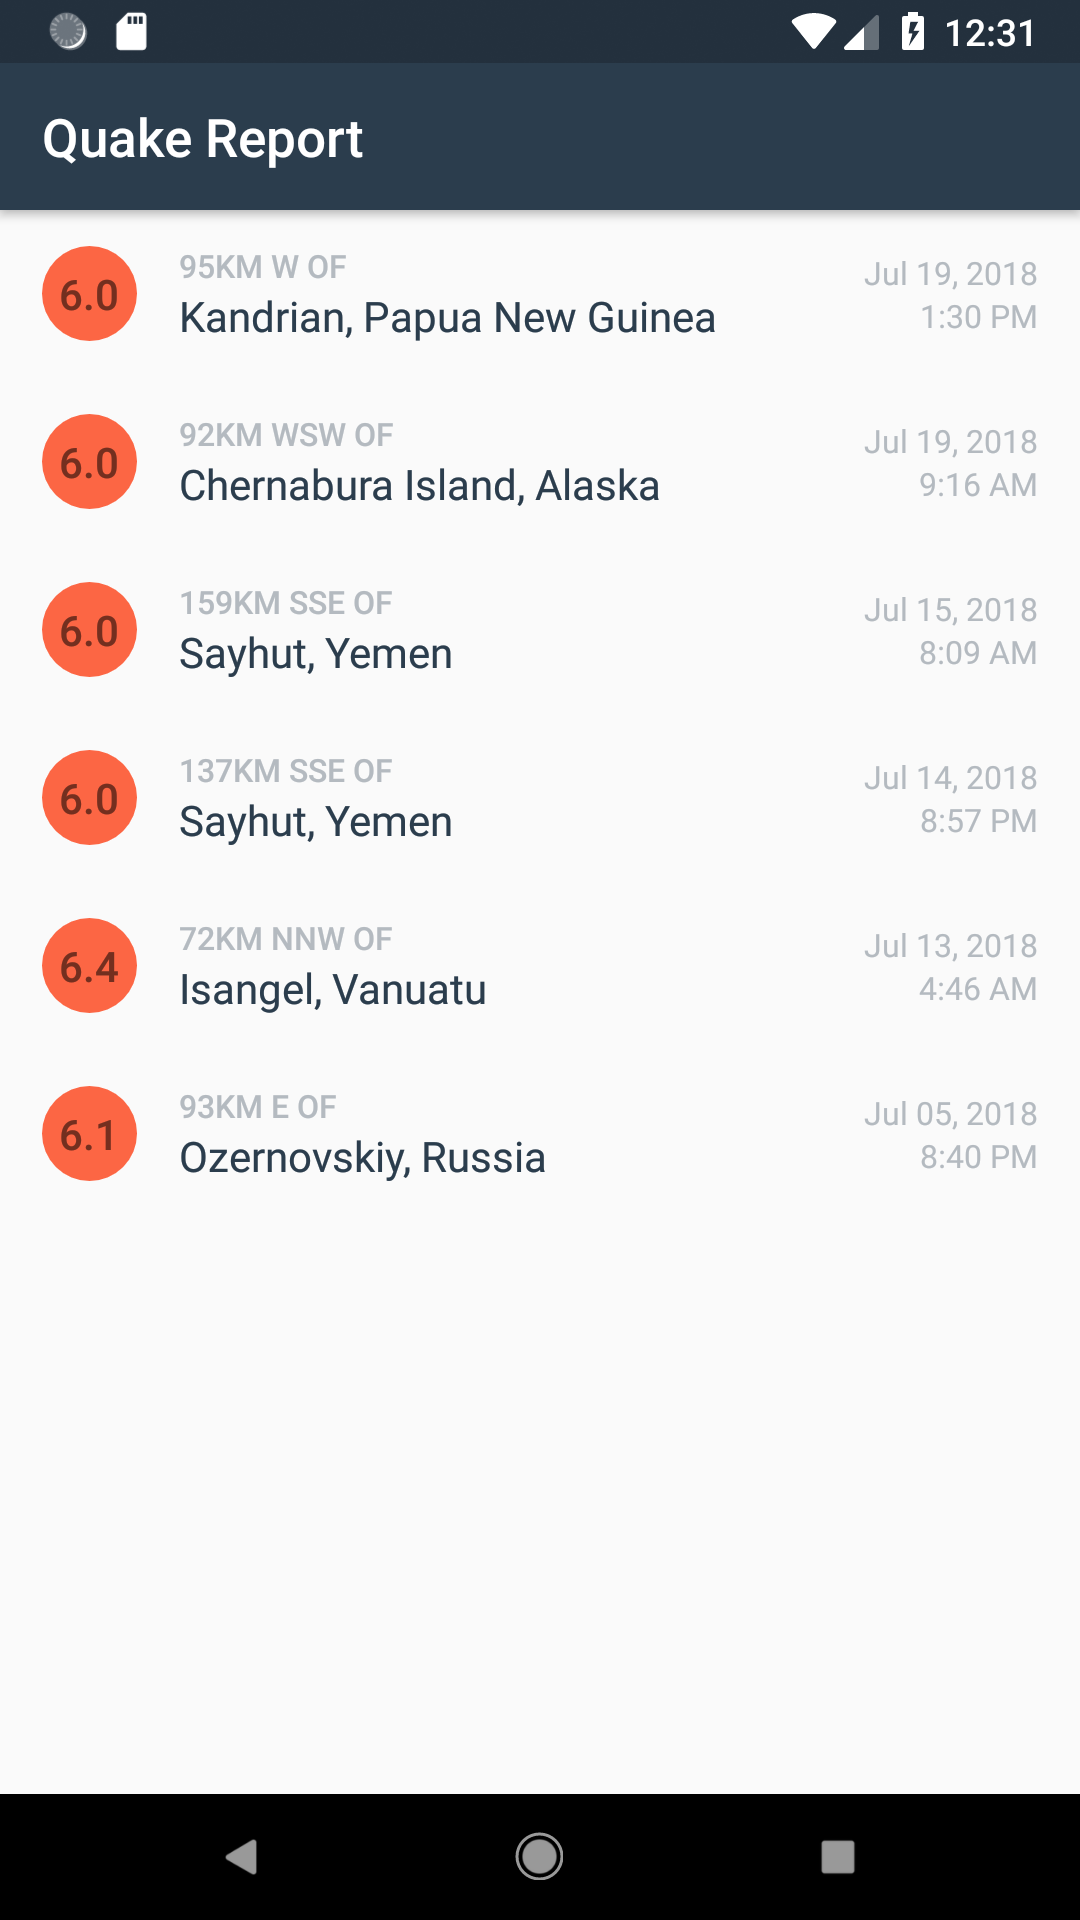 12:31
Quake Report
6.0
95KM W OF
Kandrian, Papua New Guinea
Jul 19, 2018
1:30 PM
6.0
92KM WSW OF
Chernabura Island, Alaska
Jul 19, 2018
9:16 AM
6.0
159KM SSE OF
Sayhut, Yemen
Jul 15, 2018
8:09 AM
6.0
137KM SSE OF
Sayhut, Yemen
Jul 14, 2018
8:57 PM
6.4
72KM NNW OF
Isangel, Vanuatu
Jul 13, 2018
4:46 AM
6.1
93KM E OF
Ozernovskiy, Russia
Jul 05, 2018
8:40 PM